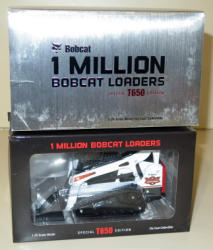 Bobcat
1 MILLION
BOBCAT LOADERS
SPECIAL T650 EDITION
1 MILLION BOBCAT LOADERS
SPECIAL T650 EDITION